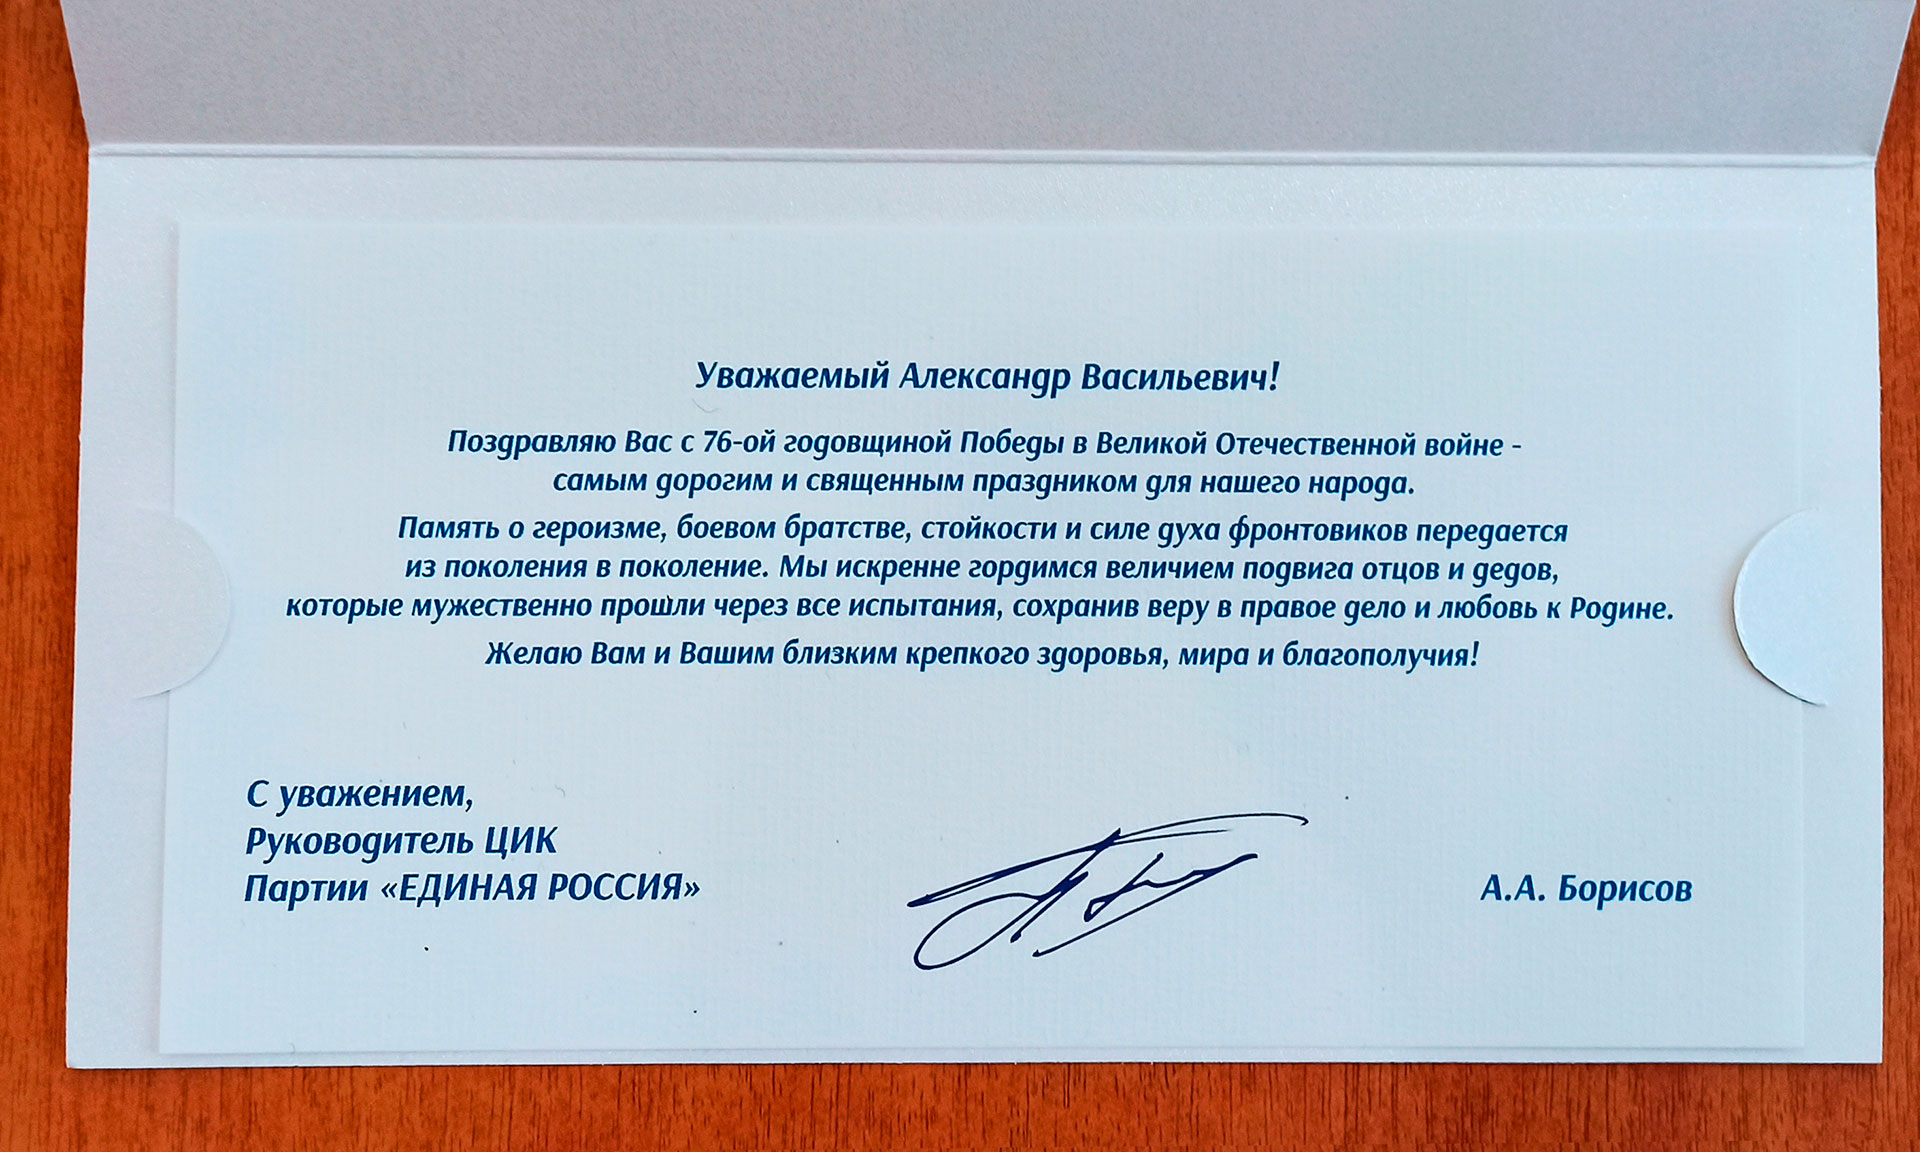 Уважаемый Александр Васильевич!
Поздравляю Вас с 76-ой годовщиной Победы в Великой Отечественной войне -
самым дорогим и священным праздником для нашего народа.
Память о героизме, боевом братстве, стойкости и силе духа фронтовиков передается
из поколения в поколение. Мы искренне гордимся величием подвига отцов и дедов,
которые мужественно прошли через все испытания, сохранив веру в правое дело и любовь к Родине.
Желаю Вам и Вашим близким крепкого здоровья, мира и благополучия!
С уважением,
Руководитель ЦИК
Партии «ЕДИНАЯ РОССИЯ»
А.А. Борисов